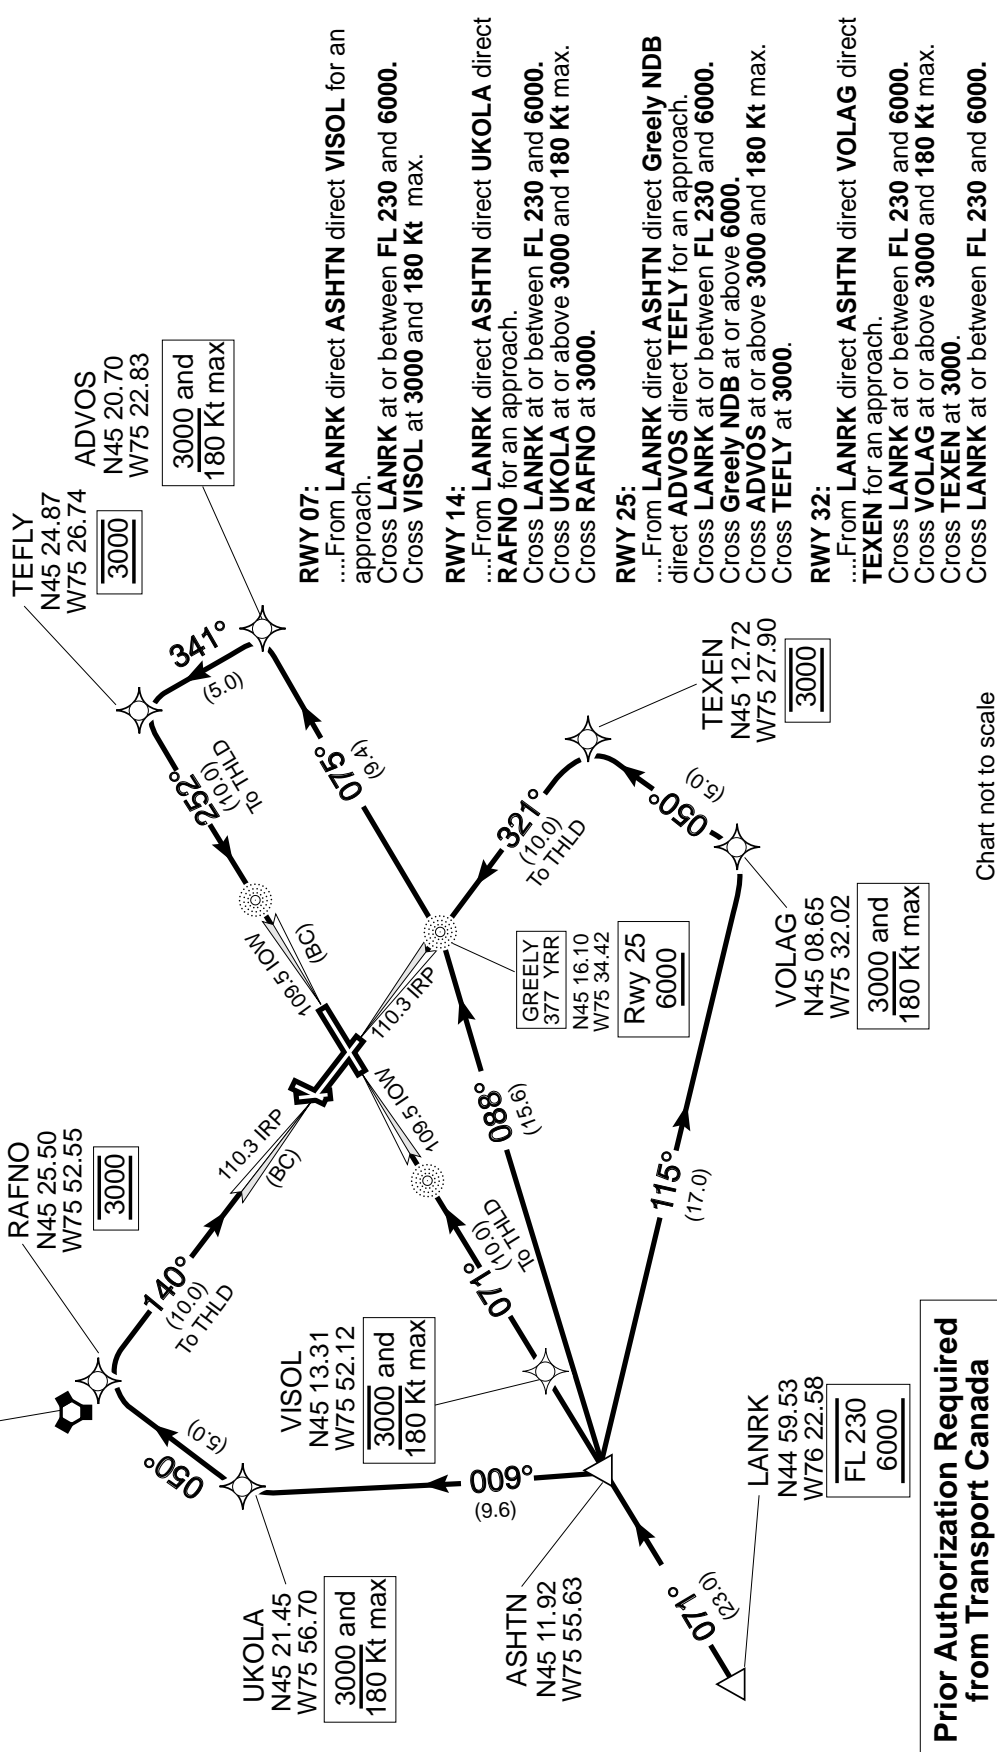 TEFLY
N45 24.87
W75 26.74
3000
ADVOS
N45 20.70
W75 22.83
3000 and
180 Kt max
RAFNO
N45 25.50
W75 52.55
3000
341°
(5.0)
252°
(10.0)
To THLD
075°
(9.4)
109.5 IOW
(BC)
110.3 IRP
(BC)
140°
(10.0)
To THLD
050°
(5.0)
UKOLA
N45 21.45
W75 56.70
3000 and
180 Kt max
009°
(9.6)
VISOL
N45 13.31
W75 52.12
3000 and
180 Kt max
071°
(10.0)
To THLD
109.5 IOW
110.3 IRP
GREELY
377 YRR
N45 16.10
W75 34.42
Rwy 25
6000
088°
(15.6)
321°
(10.0)
To THLD
TEXEN
N45 12.72
W75 27.90
3000
050°
(5.0)
VOLAG
N45 08.65
W75 32.02
3000 and
180 Kt max
115°
(17.0)
ASHTN
N45 11.92
W75 55.63
071°
(23.0)
LANRK
N44 59.53
W76 22.58
FL 230
6000
RWY 07:
....From LANRK direct ASHTN direct VISOL for an
approach.
Cross LANRK at or between FL 230 and 6000.
Cross VISOL at 3000 and 180 Kt max.
RWY 14:
....From LANRK direct ASHTN direct UKOLA direct
RAFNO for an approach.
Cross LANRK at or between FL 230 and 6000.
Cross UKOLA at or above 3000 and 180 Kt max.
Cross RAFNO at 3000.
RWY 25:
....From LANRK direct ASHTN direct Greely NDB
direct ADVOS direct TEFLY for an approach.
Cross LANRK at or between FL 230 and 6000.
Cross Greely NDB at or above 6000.
Cross ADVOS at or above 3000 and 180 Kt max.
Cross TEFLY at 3000.
RWY 32:
....From LANRK direct ASHTN direct VOLAG direct
TEXEN for an approach.
Cross LANRK at or between FL 230 and 6000.
Cross VOLAG at or above 3000 and 180 Kt max.
Cross TEXEN at 3000.
Cross LANRK at or between FL 230 and 6000.
Chart not to scale
Prior Authorization Required
from Transport Canada